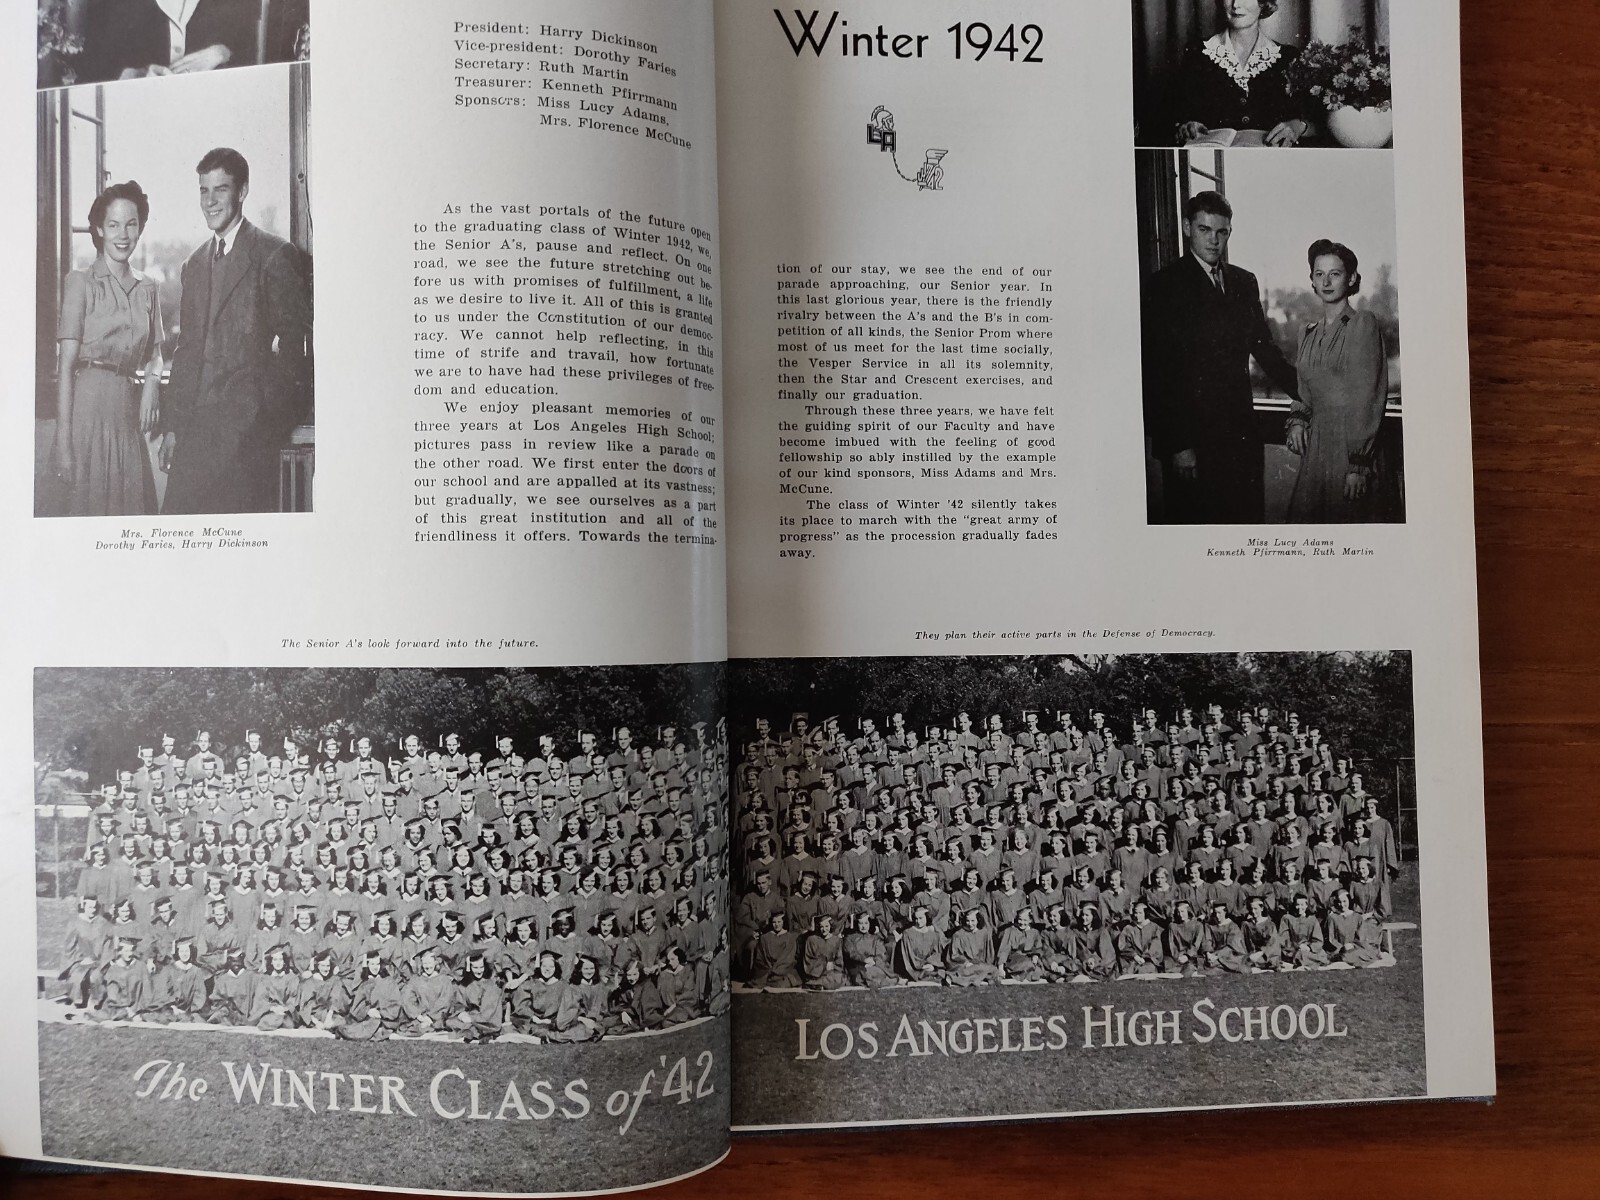 President: Harry Dickinson
Vice-president: Dorothy Faries
Secretary: Ruth Martin
Treasurer: Kenneth Pfirrmann
Sponsors: Miss Lucy Adams,
Mrs. Florence McCune
As the vast portals of the future open
to the graduating class of Winter 1942, we,
the Senior A's, pause and reflect. On one
road, we see the future stretching out be-
fore us with promises of fulfillment, a life
as we desire to live it. All of this is granted
to us under the Constitution of our democ-
racy. We cannot help reflecting, in this
time of strife and travail, how fortunate
we are to have had these privileges of free-
dom and education.
We enjoy pleasant memories of our
three years at Los Angeles High School;
pictures pass in review like a parade on
the other road. We first enter the doors of
our school and are appalled at its vastness;
but gradually, we see ourselves as a part
of this great institution and all of the
friendliness it offers. Towards the termina-
Mrs. Florence McCune
Dorothy Faries, Harry Dickinson
The Senior A's look forward into the future.
The WINTER CLASS of '42
Winter 1942
LA
42
tion of our stay, we see the end of our
parade approaching, our Senior year. In
this last glorious year, there is the friendly
rivalry between the A's and the B's in com-
petition of all kinds, the Senior Prom where
most of us meet for the last time socially,
the Vesper Service in all its solemnity,
then the Star and Crescent exercises, and
finally our graduation.
Through these three years, we have felt
the guiding spirit of our Faculty and have
become imbued with the feeling of good
fellowship so ably instilled by the example
of our kind sponsors, Miss Adams and Mrs.
McCune.
The class of Winter '42 silently takes
its place to march with the "great army of
progress" as the procession gradually fades
away.
Miss Lucy Adams
Kenneth Pfirrmann, Ruth Martin
They plan their active parts in the Defense of Democracy.
LOS ANGELES HIGH SCHOOL